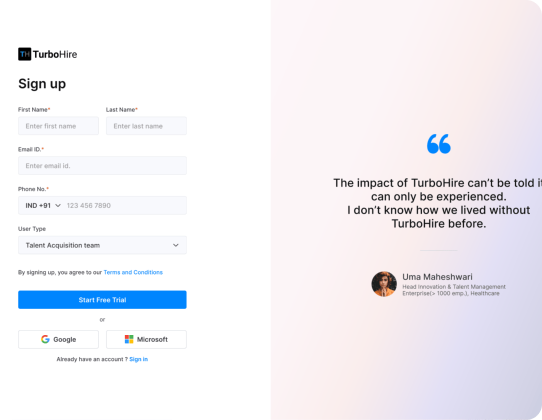 TH TurboHire
Sign up
First Name* Last Name*
Enter first name Enter last name
Email ID.*
Enter email id.
Phone No.*
IND +91 123 456 7890
User Type
Talent Acquisition team
By signing up, you agree to our Terms and Conditions
Start Free Trial
or
Google Microsoft
Already have an account ? Sign in
The impact of TurboHire can’t be told it
can only be experienced.
I don’t know how we lived without
TurboHire before.
Uma Maheshwari
Head Innovation & Talent Management
Enterprise(> 1000 emp.), Healthcare